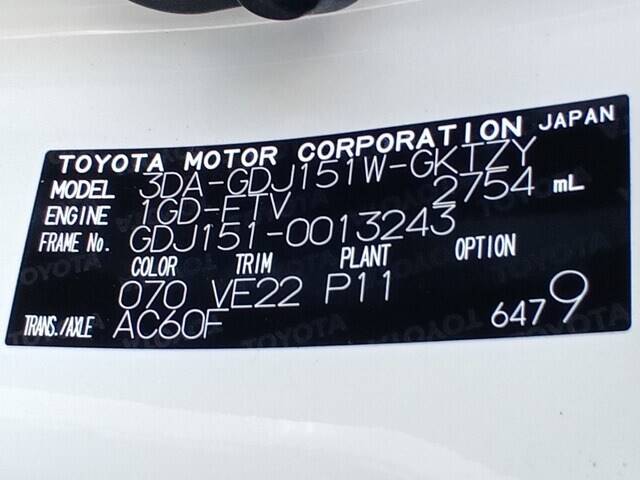 TOYOTA MOTOR CORPORATION JAPAN
MODEL 3DA-GDJ151W-GKTZY
ENGINE 1GD-FTV 2754 mL
FRAME No. GDJ151-0013243
COLOR TRIM PLANT OPTION
070 VE22 P11
TRANS./AXLE AC60F 6479